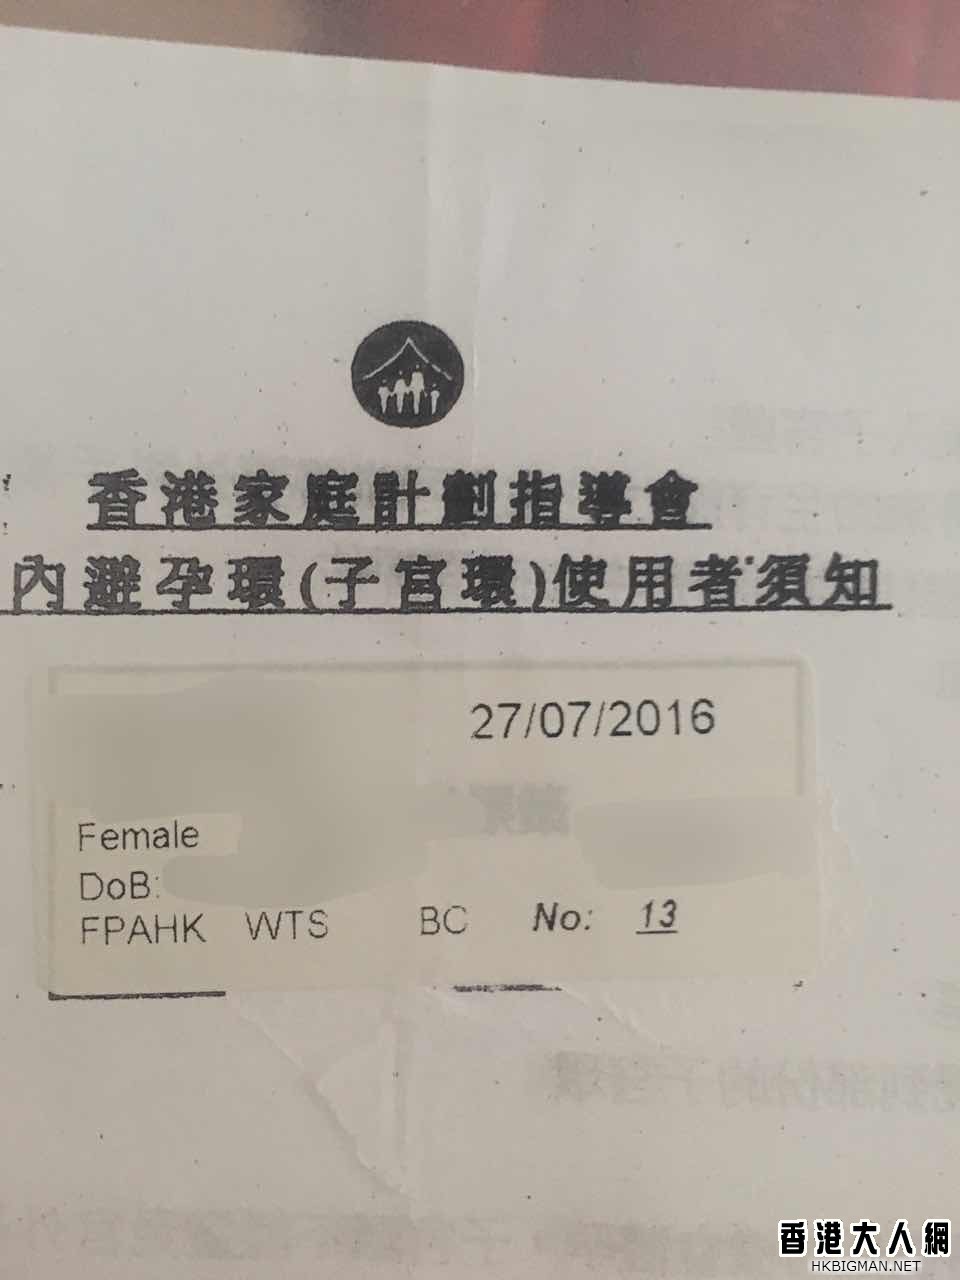 香港家庭計劃指導會
內避孕環(子宮環)使用者須知
27/07/2016
Female
DoB:
FPAHK WTS BC No: 13
香港大人網
HKBIGMAN.NET